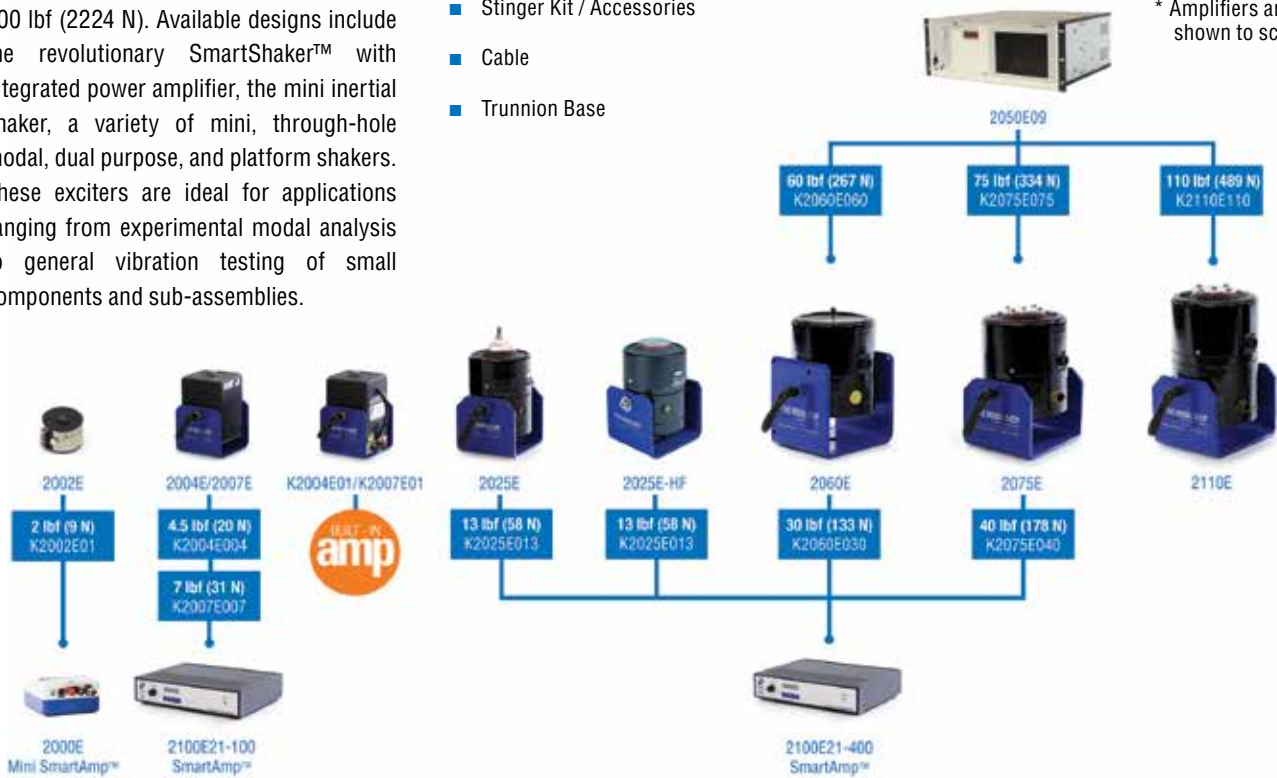 00 lbf (2224 N). Available designs include
he revolutionary SmartShaker™ with
ntegrated power amplifier, the mini inertial
haker, a variety of mini, through-hole
nodal, dual purpose, and platform shakers.
hese exciters are ideal for applications
anging from experimental modal analysis
o general vibration testing of small
omponents and sub-assemblies.
■ Stinger Kit / Accessories
■ Cable
■ Trunnion Base
* Amplifiers ar
shown to sc
2050E09
60 lbf (267 N)
K2060E060
75 lbf (334 N)
K2075E075
110 lbf (489 N)
K2110E110
2002E
2004E/2007E
K2004E01/K2007E01
2025E
2025E-HF
2060E
2075E
2110E
2 lbf (9 N)
K2002E01
4.5 lbf (20 N)
K2004E004
7 lbf (31 N)
K2007E007
BUILT-IN
amp
13 lbf (58 N)
K2025E013
13 lbf (58 N)
K2025E013
30 lbf (133 N)
K2060E030
40 lbf (178 N)
K2075E040
2000E
Mini SmartAmp™
2100E21-100
SmartAmp™
2100E21-400
SmartAmp™